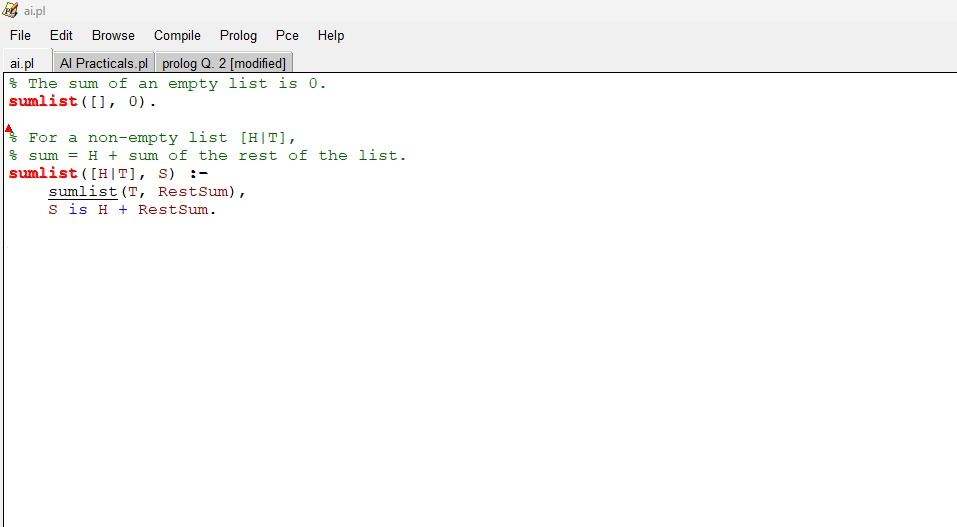 ai.pl
File Edit Browse Compile Prolog Pce Help
ai.pl AI Practicals.pl prolog Q. 2 [modified]
% The sum of an empty list is 0.
sumlist([], 0).
% For a non-empty list [H|T],
% sum = H + sum of the rest of the list.
sumlist([H|T], S) :-
    sumlist(T, RestSum),
    S is H + RestSum.